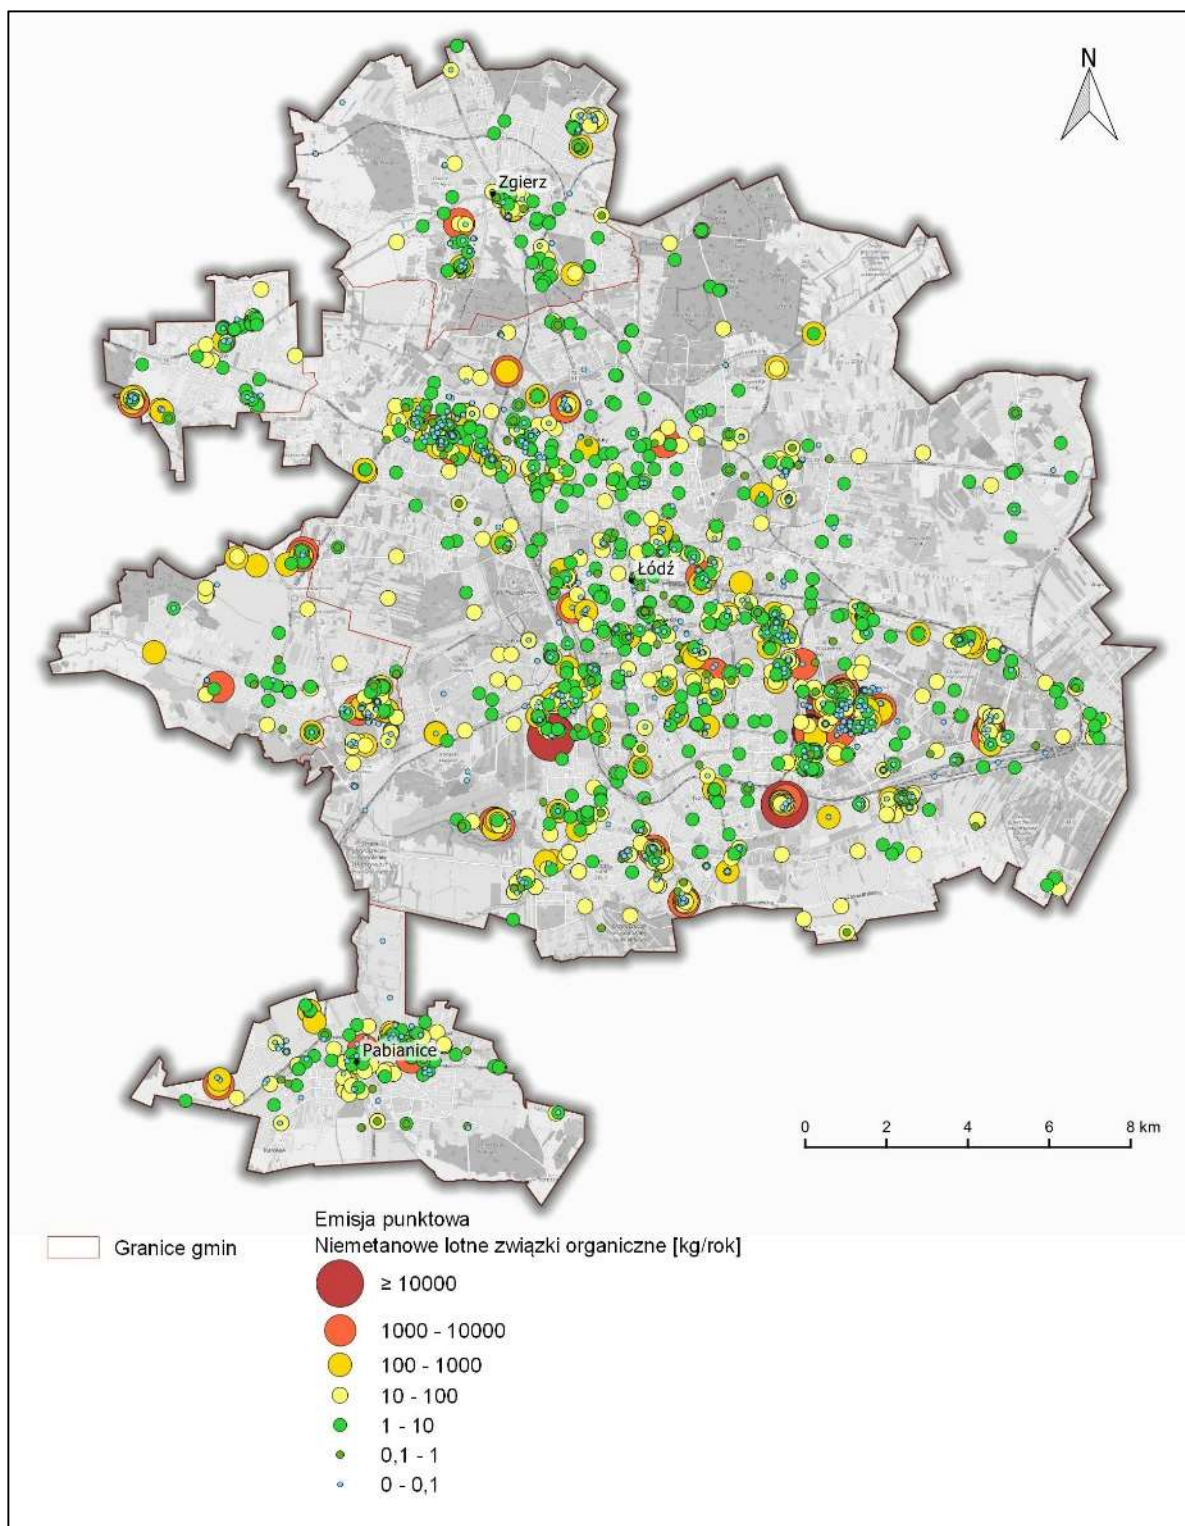 N
Zgierz
Łódź
Pabianice
0 2 4 6 8 km
Emisja punktowa
Granice gmin
Niemetanowe lotne związki organiczne [kg/rok]
≥ 10000
1000 - 10000
100 - 1000
10 - 100
1 - 10
0,1 - 1
0 - 0,1